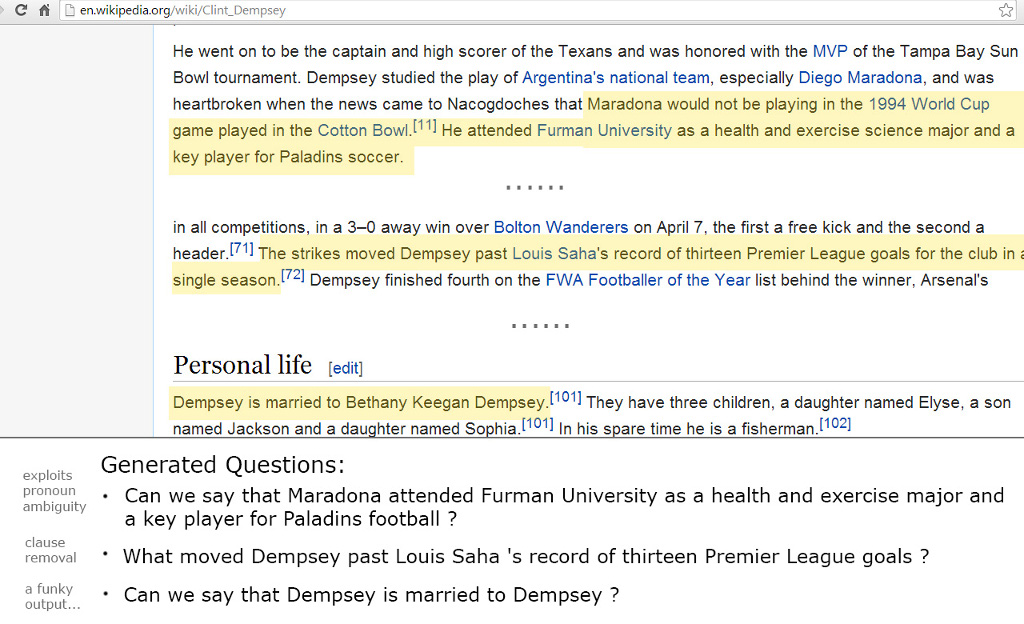 en.wikipedia.org/wiki/Clint_Dempsey
He went on to be the captain and high scorer of the Texans and was honored with the MVP of the Tampa Bay Sun
Bowl tournament. Dempsey studied the play of Argentina's national team, especially Diego Maradona, and was
heartbroken when the news came to Nacogdoches that Maradona would not be playing in the 1994 World Cup
game played in the Cotton Bowl.[11] He attended Furman University as a health and exercise science major and a
key player for Paladins soccer.
......
in all competitions, in a 3–0 away win over Bolton Wanderers on April 7, the first a free kick and the second a
header.[71] The strikes moved Dempsey past Louis Saha's record of thirteen Premier League goals for the club in a
single season.[72] Dempsey finished fourth on the FWA Footballer of the Year list behind the winner, Arsenal's
......
Personal life [edit]
Dempsey is married to Bethany Keegan Dempsey.[101] They have three children, a daughter named Elyse, a son
named Jackson and a daughter named Sophia.[101] In his spare time he is a fisherman.[102]
Generated Questions:
exploits
pronoun
ambiguity
• Can we say that Maradona attended Furman University as a health and exercise major and
a key player for Paladins football ?
clause
removal
• What moved Dempsey past Louis Saha 's record of thirteen Premier League goals ?
a funky
output...
• Can we say that Dempsey is married to Dempsey ?